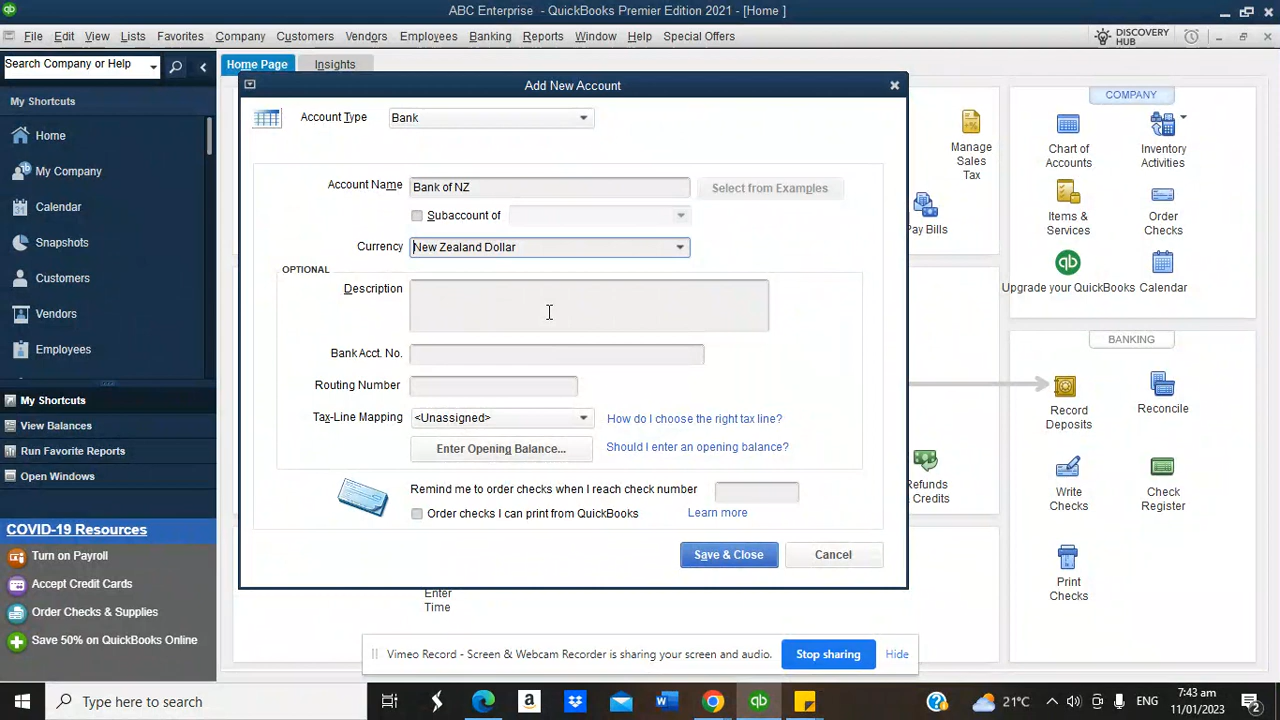 ABC Enterprise - QuickBooks Premier Edition 2021 - [Home ]
File Edit View Lists Favorites Company Customers Vendors Employees Banking Reports Window Help Special Offers
DISCOVERY
HUB
Search Company or Help
Home Page
Insights
My Shortcuts
Home
My Company
Calendar
Snapshots
Customers
Vendors
Employees
My Shortcuts
View Balances
Run Favorite Reports
Open Windows
COVID-19 Resources
Turn on Payroll
Accept Credit Cards
Order Checks & Supplies
Save 50% on QuickBooks Online
Add New Account
Account Type
Bank
Account Name
Bank of NZ
Select from Examples
Subaccount of
Currency
New Zealand Dollar
OPTIONAL
Description
Bank Acct. No.
Routing Number
Tax-Line Mapping
<Unassigned>
How do I choose the right tax line?
Enter Opening Balance...
Should I enter an opening balance?
Remind me to order checks when I reach check number
Order checks I can print from QuickBooks
Learn more
Save & Close
Cancel
Enter
Time
Manage
Sales
Tax
Pay Bills
Refunds
Credits
COMPANY
Chart of
Accounts
Inventory
Activities
Items &
Services
Order
Checks
Upgrade your QuickBooks
Calendar
BANKING
Record
Deposits
Reconcile
Write
Checks
Check
Register
Print
Checks
Vimeo Record - Screen & Webcam Recorder is sharing your screen and audio.
Stop sharing
Hide
Type here to search
21°C
ENG
7:43 am
11/01/2023
2